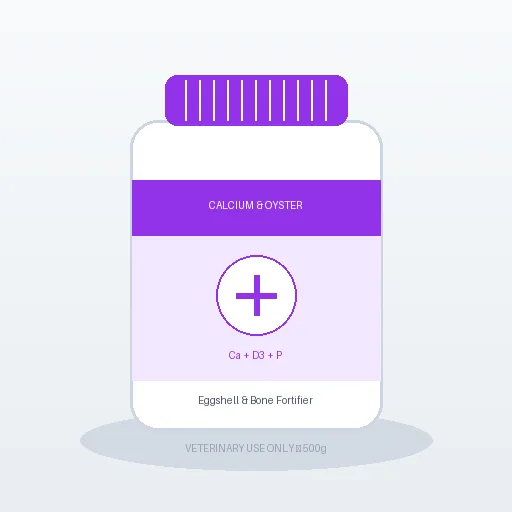 CALCIUM & OYSTER
Ca + D3 + P
Eggshell & Bone Fortifier
VETERINARY USE ONLY 500g